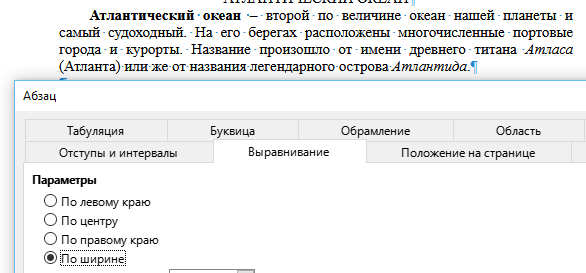 АТЛАНТИЧЕСКИЙ ОКЕАН¶
Атлантический океан – второй по величине океан нашей планеты и
самый судоходный. На его берегах расположены многочисленные портовые
города и курорты. Название произошло от имени древнего титана Атласа
(Атланта) или же от названия легендарного острова Атлантида.¶
Абзац
Табуляция Буквица Обрамление Область
Отступы и интервалы Выравнивание Положение на странице
Параметры
По левому краю
По центру
По правому краю
По ширине